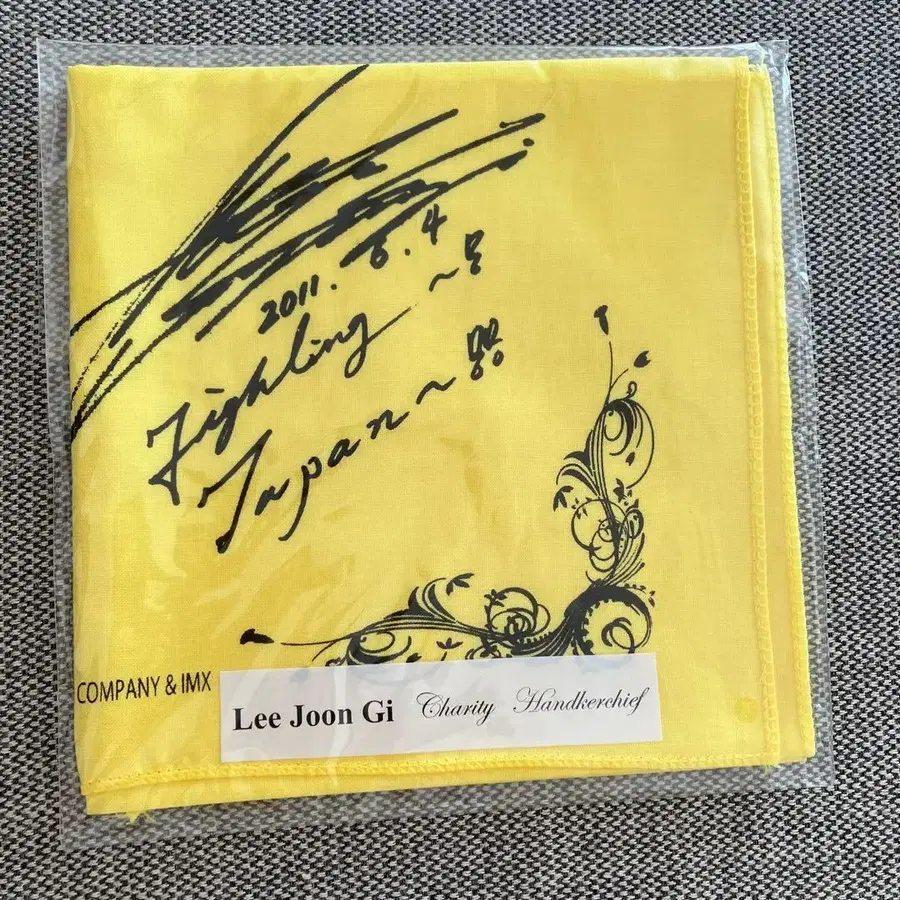 2011. 6. 4
Fighting ~
Japan ~
COMPANY & IMX
Lee Joon Gi Charity Handkerchief